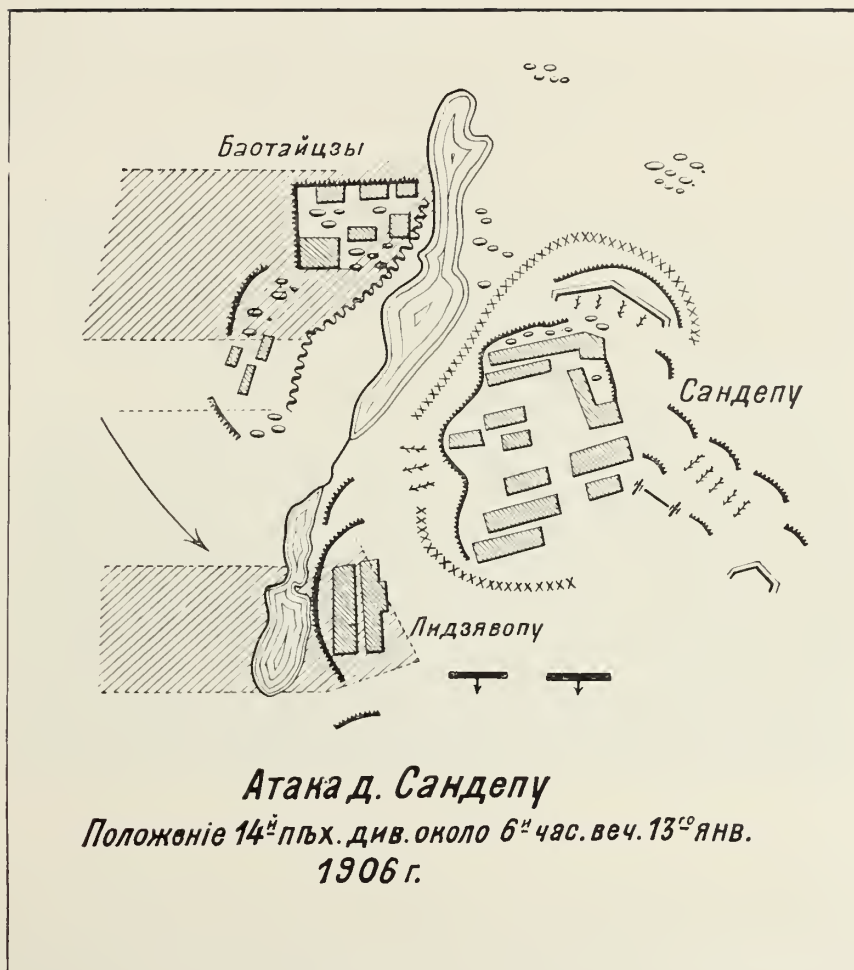 Баотайцзы
Сандепу
Лидзявопу
Атака д. Сандепу
Положеніе 14й пѣх. див. около 6и час. веч. 13го янв.
1906 г.